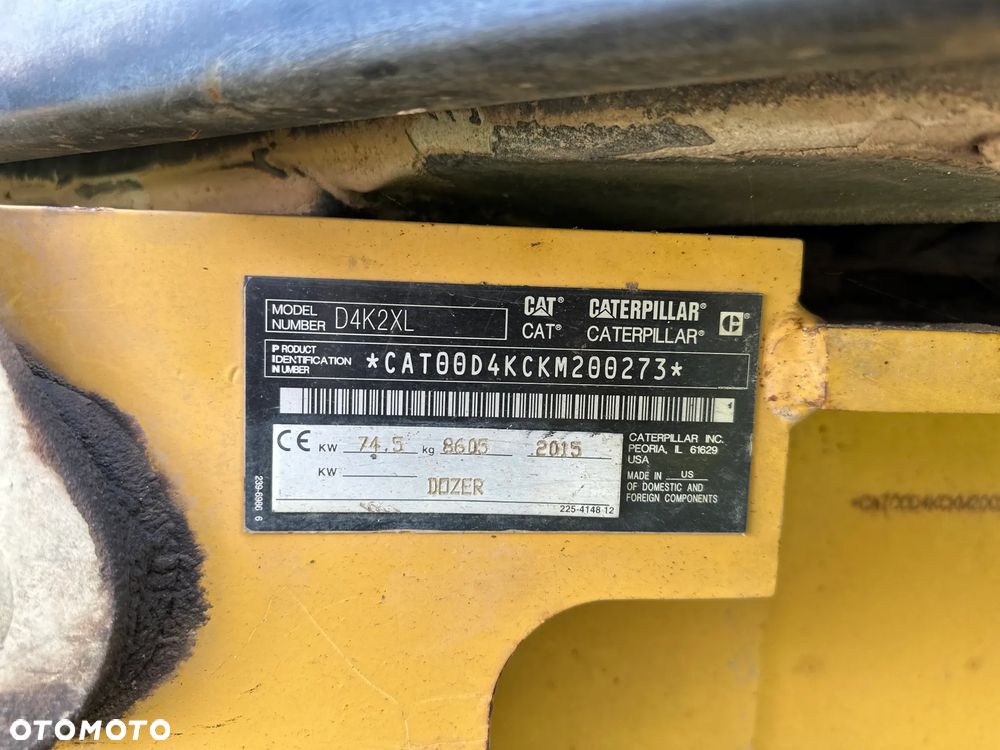 MODEL NUMBER D4K2XL
CAT® CATERPILLAR®
CAT® CATERPILLAR®
PRODUCT IDENTIFICATION NUMBER *CAT00D4KCKM200273*
CE KW 74.5 kg 8605 2015
KW
DOZER
225-4148 12
CATERPILLAR INC.
PEORIA, IL 61629
USA
MADE IN US
OF DOMESTIC AND
FOREIGN COMPONENTS
239-6986 6
OTOMOTO